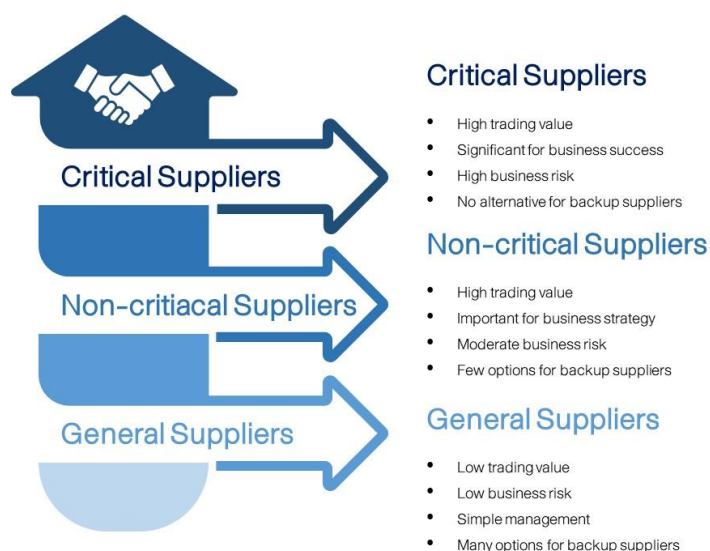 Critical Suppliers
Non-critiacal Suppliers
General Suppliers
Critical Suppliers
• High trading value
• Significant for business success
• High business risk
• No alternative for backup suppliers
Non-critical Suppliers
• High trading value
• Important for business strategy
• Moderate business risk
• Few options for backup suppliers
General Suppliers
• Low trading value
• Low business risk
• Simple management
• Many options for backup suppliers